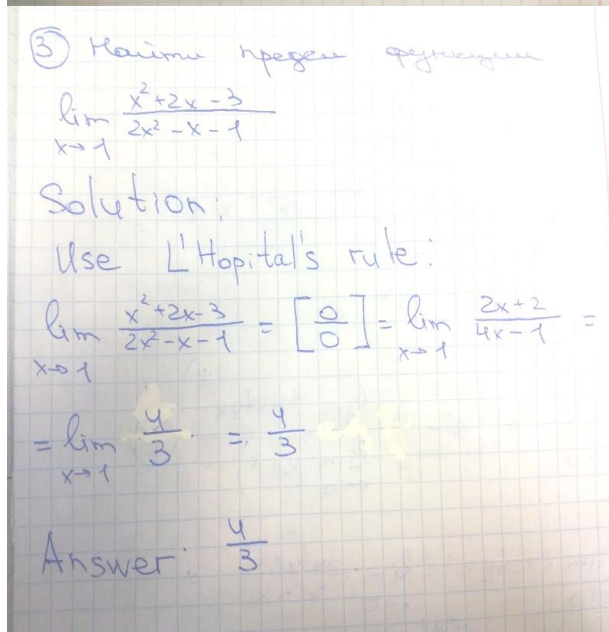 ③ Найти предел функции
lim x→1 (x²+2x-3)/(2x²-x-1)
Solution:
Use L'Hopital's rule:
lim x→1 (x²+2x-3)/(2x²-x-1) = [0/0] = lim x→1 (2x+2)/(4x-1) =
= lim x→1 4/3 = 4/3
Answer: 4/3